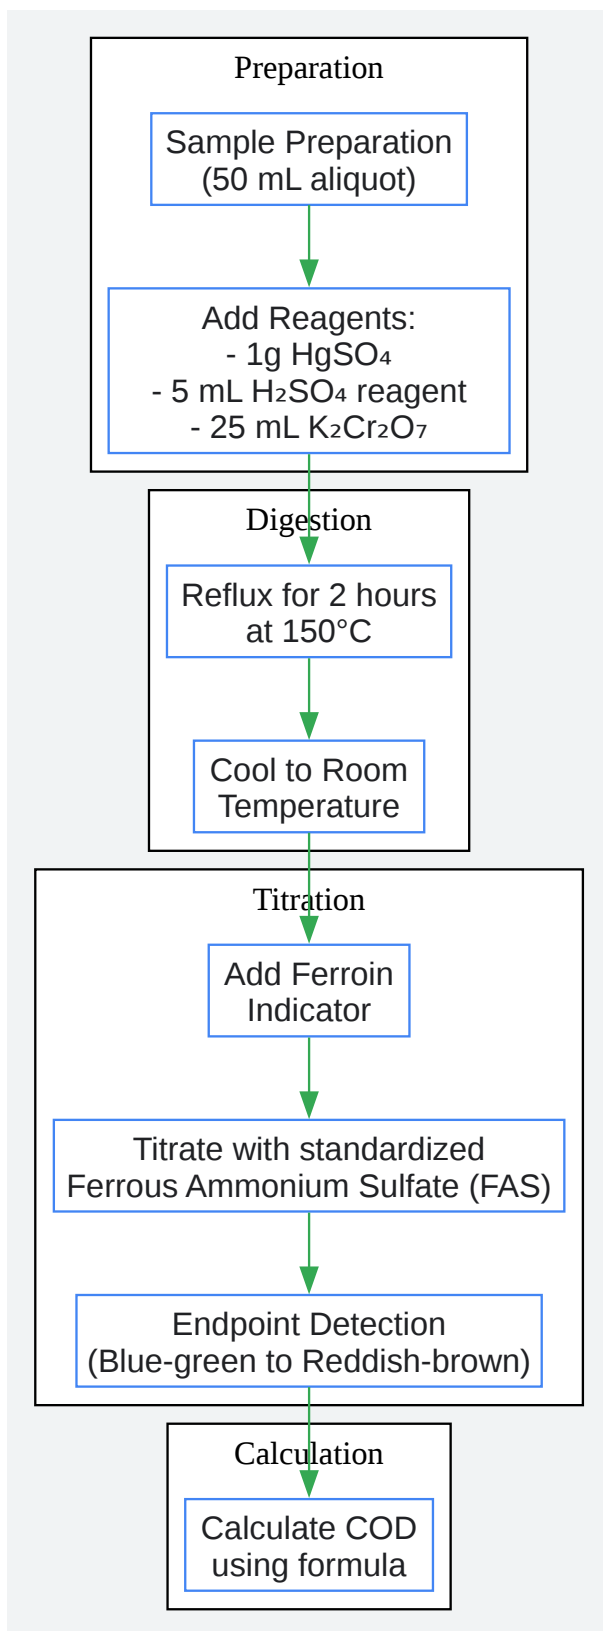 Preparation
Sample Preparation
(50 mL aliquot)
Add Reagents:
- 1g HgSO₄
- 5 mL H₂SO₄ reagent
- 25 mL K₂Cr₂O₇
Digestion
Reflux for 2 hours
at 150°C
Cool to Room
Temperature
Titration
Add Ferroin
Indicator
Titrate with standardized
Ferrous Ammonium Sulfate (FAS)
Endpoint Detection
(Blue-green to Reddish-brown)
Calculation
Calculate COD
using formula